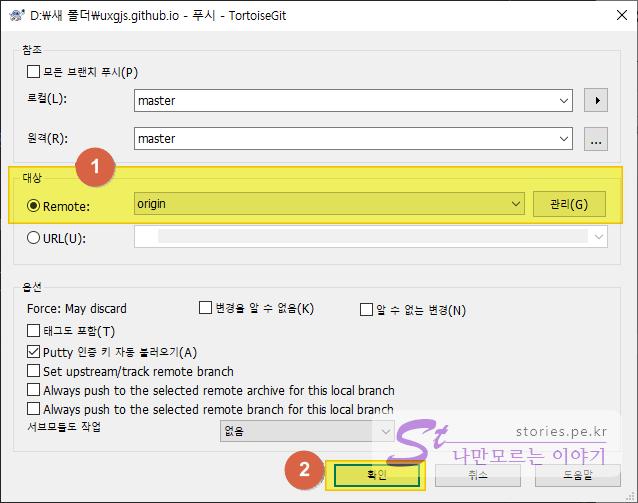 D:\새 폴더\uxgjs.github.io - 푸시 - TortoiseGit
참조
모든 브랜치 푸시(P)
로컬(L): master
원격(R): master ...
1
대상
Remote: origin 관리(G)
URL(U):
옵션
Force: May discard 변경을 알 수 없음(K) 알 수 없는 변경(N)
태그도 포함(T)
Putty 인증 키 자동 불러오기(A)
Set upstream/track remote branch
Always push to the selected remote archive for this local branch
Always push to the selected remote branch for this local branch
서브모듈도 작업 없음
St stories.pe.kr
나만모르는 이야기
2 확인 취소 도움말